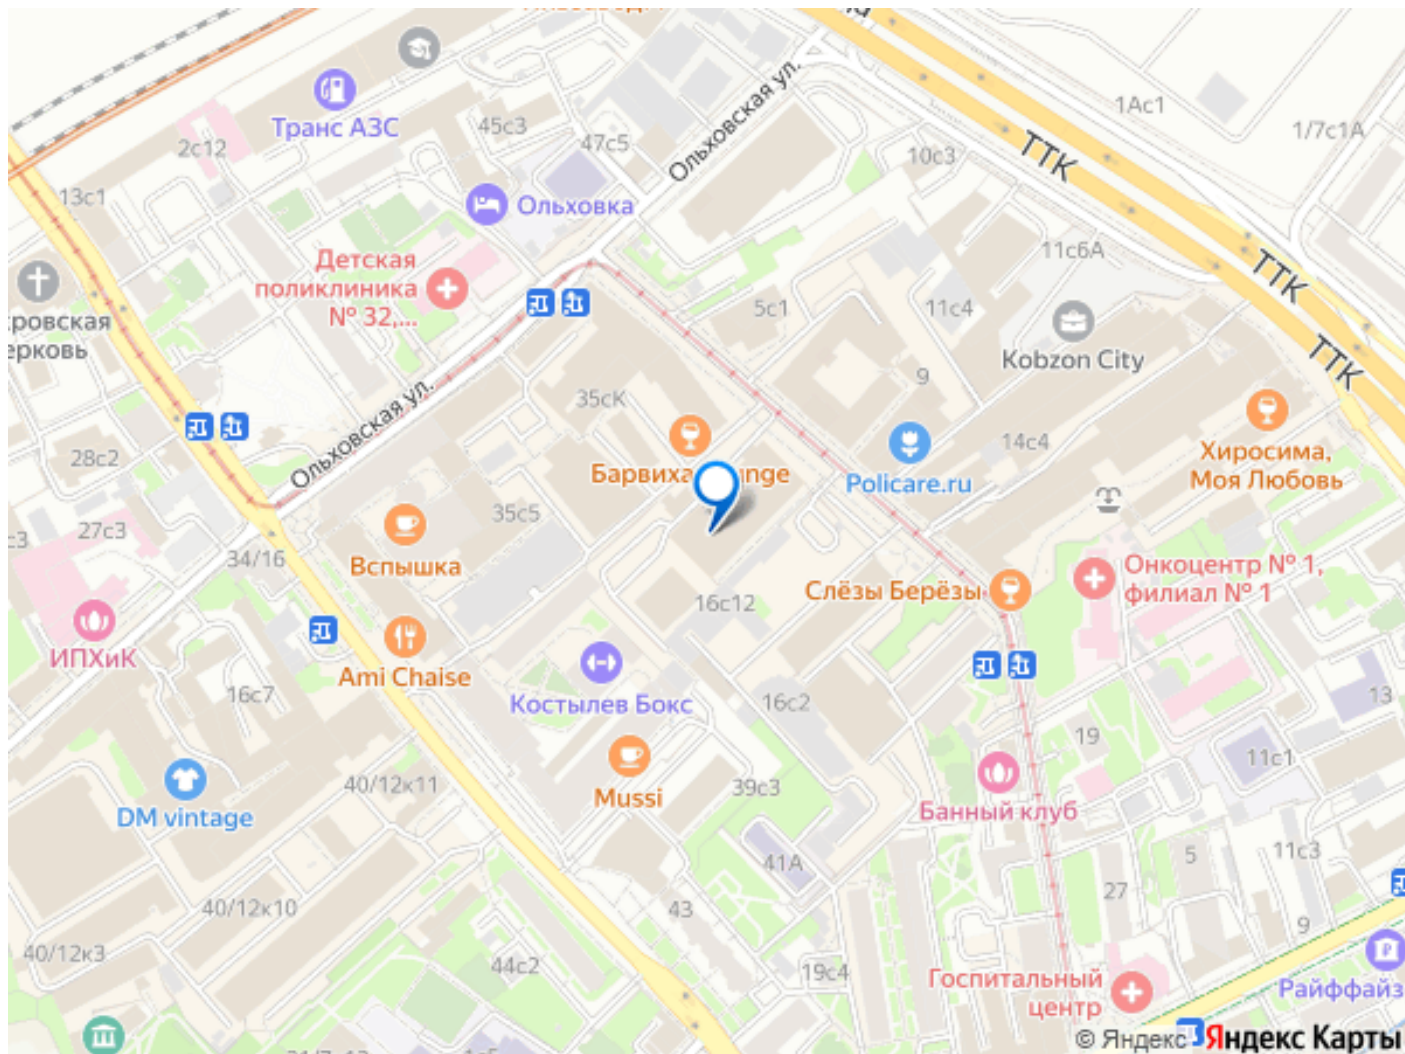 Транс АЗС
45с3
47с5
2с12
13с1
Ольховская ул.
Ольховка
ТТК
1Ас1
1/7с1А
10с3
11с6А
ТТК
ТТК
Детская
поликлиника
№ 32,...
5с1
11с4
9
Kobzon City
35сК
Ольховская ул.
28с2
27с3
34/16
35с5
Вспышка
Policare.ru
14с4
Хиросима,
Моя Любовь
Онкоцентр № 1,
филиал № 1
Слёзы Берёзы
16с12
ИПХиК
Ami Chaise
Костылев Бокс
16с7
16с2
13
19
11с1
40/12к11
DM vintage
Mussi
39с3
Банный клуб
41А
5
11с3
27
9
40/12к10
43
40/12к3
44с2
19с4
Госпитальный
центр
© Яндекс
Яндекс Карты